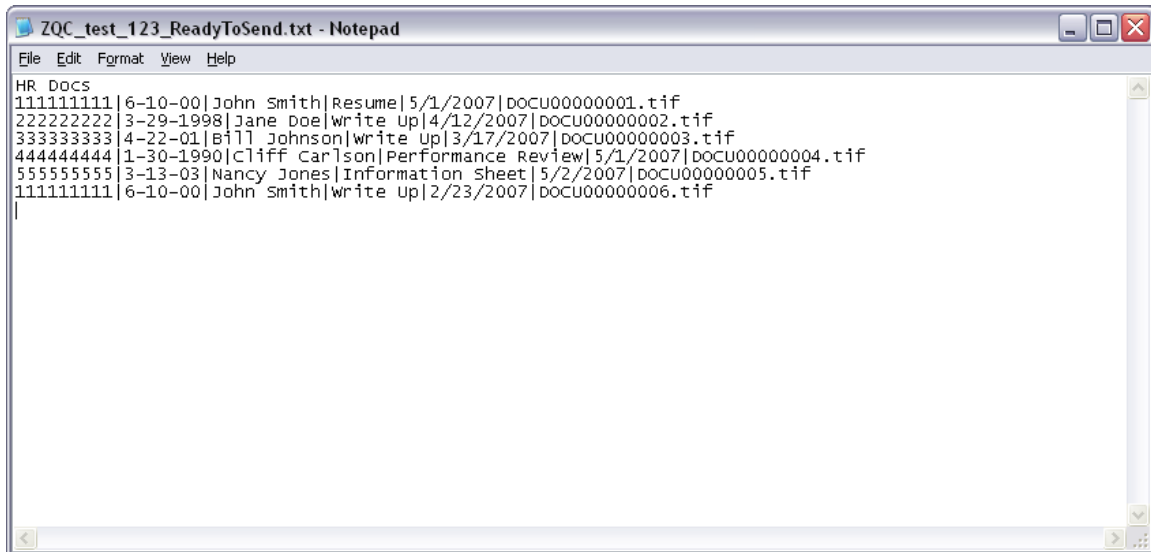 ZQC_test_123_ReadyToSend.txt - Notepad
File Edit Format View Help
HR Docs
111111111|6-10-00|John Smith|Resume|5/1/2007|DOCU00000001.tif
222222222|3-29-1998|Jane Doe|Write Up|4/12/2007|DOCU00000002.tif
333333333|4-22-01|Bill Johnson|Write Up|3/17/2007|DOCU00000003.tif
444444444|1-30-1990|Cliff Carlson|Performance Review|5/1/2007|DOCU00000004.tif
555555555|3-13-03|Nancy Jones|Information Sheet|5/2/2007|DOCU00000005.tif
111111111|6-10-00|John Smith|Write Up|2/23/2007|DOCU00000006.tif